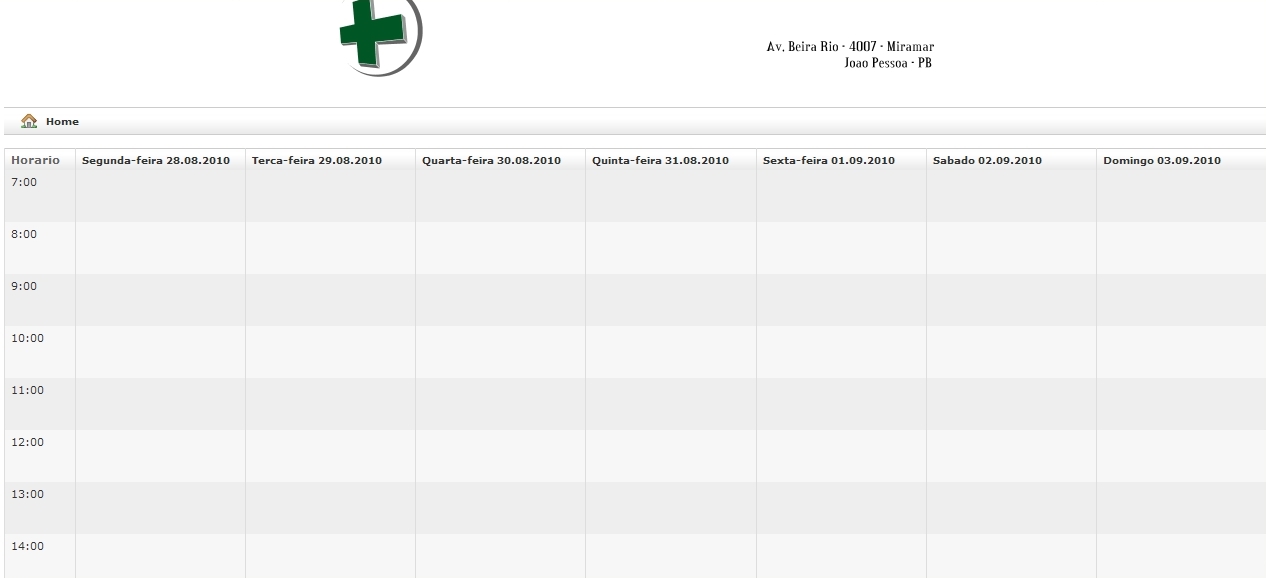 Av. Beira Rio - 4007 - Miramar
Joao Pessoa - PB
Home
Horario Segunda-feira 28.08.2010 Terca-feira 29.08.2010 Quarta-feira 30.08.2010 Quinta-feira 31.08.2010 Sexta-feira 01.09.2010 Sabado 02.09.2010 Domingo 03.09.2010
7:00
8:00
9:00
10:00
11:00
12:00
13:00
14:00